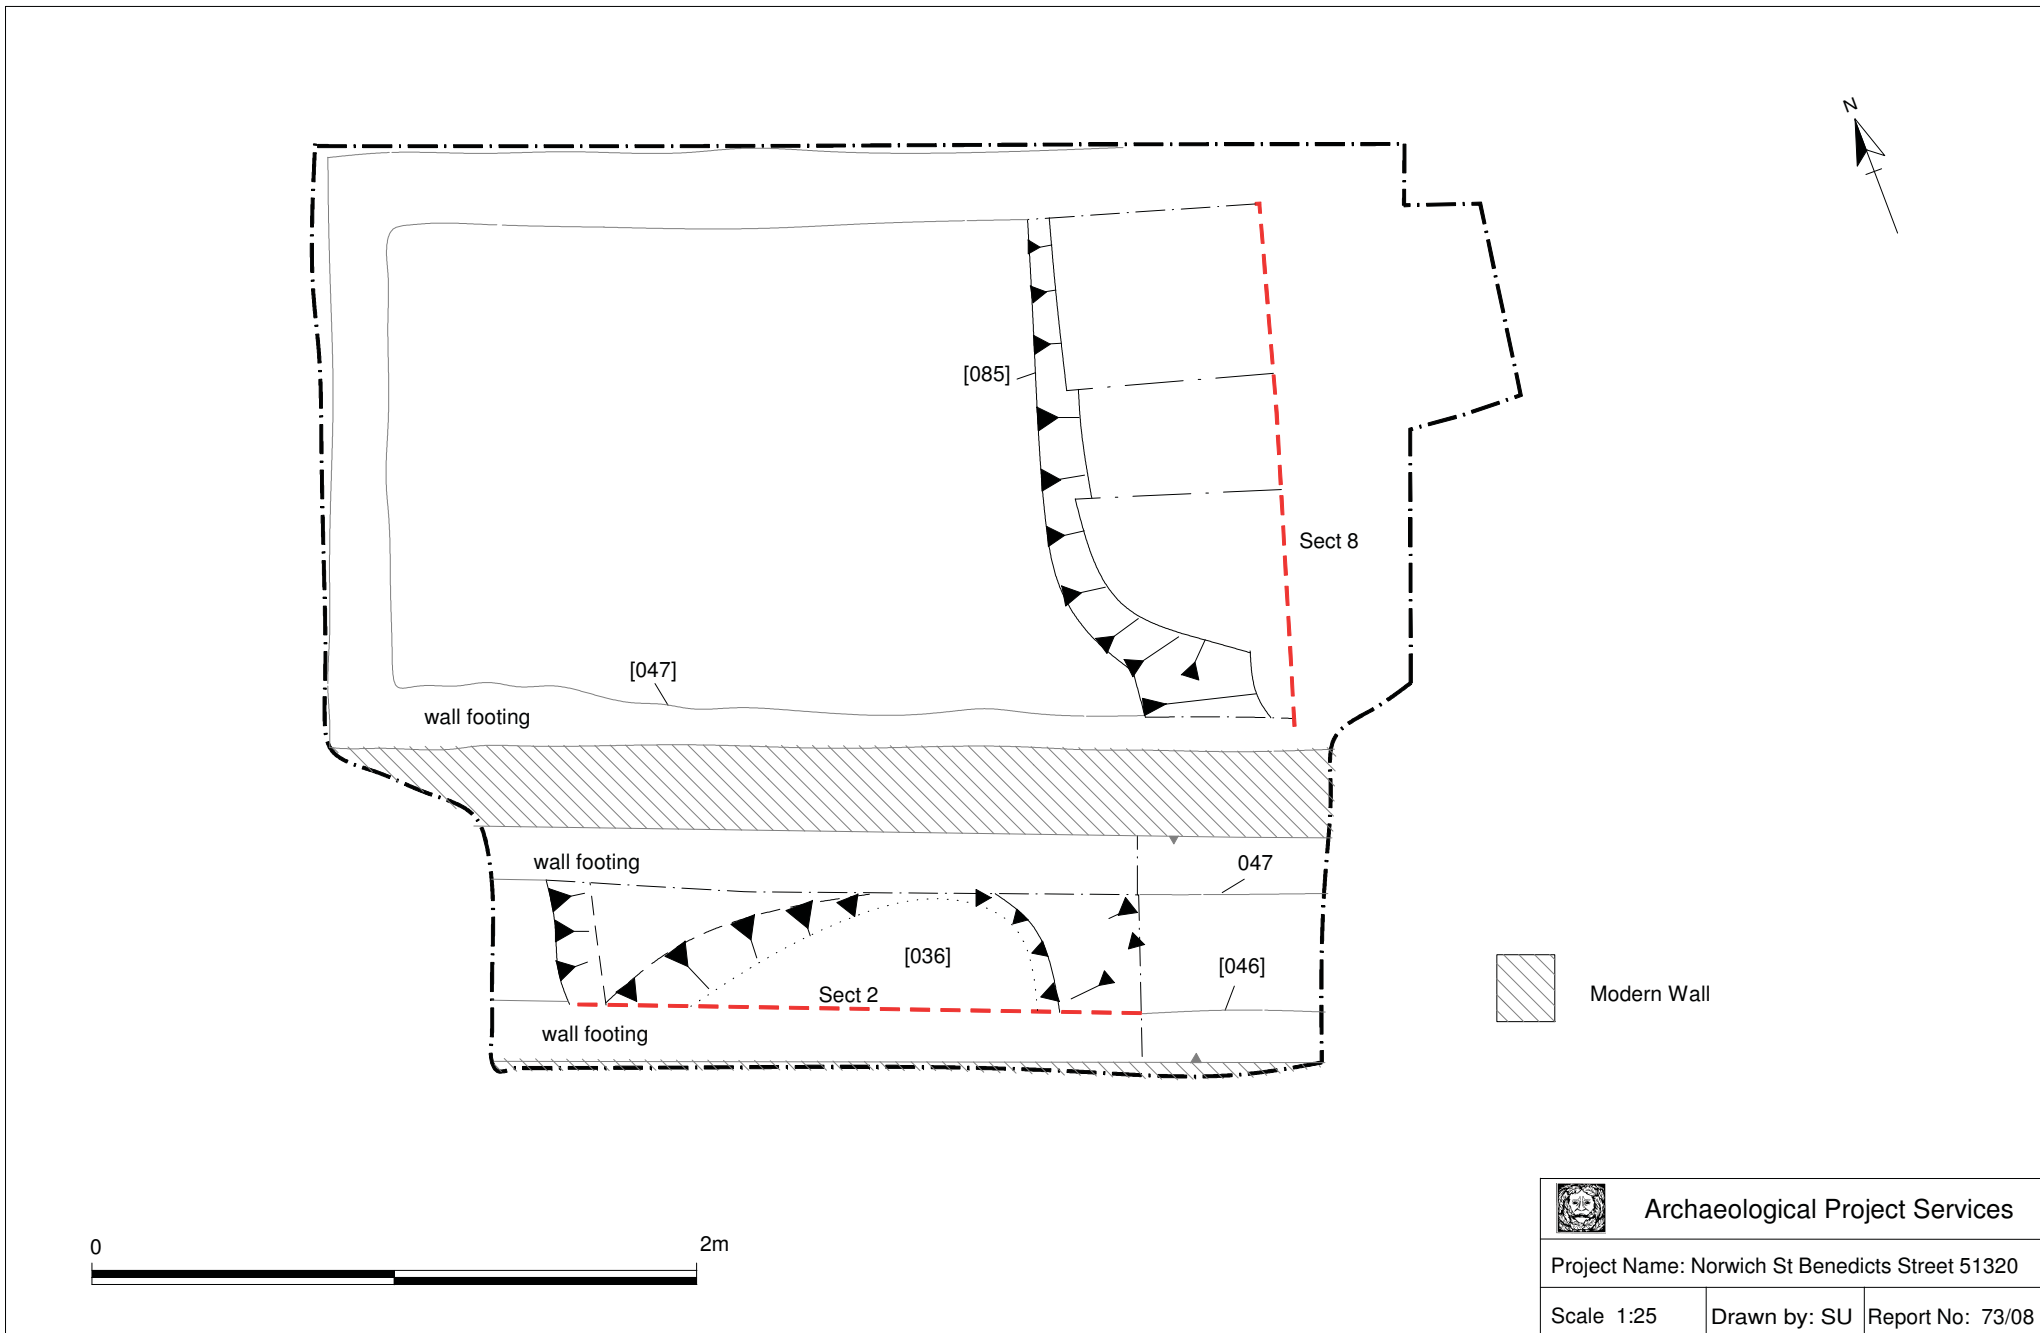 N
[085]
Sect 8
[047]
wall footing
wall footing
047
[036]
[046]
Sect 2
Modern Wall
wall footing
0
2m
Archaeological Project Services
Project Name: Norwich St Benedicts Street 51320
Scale 1:25
Drawn by: SU
Report No: 73/08